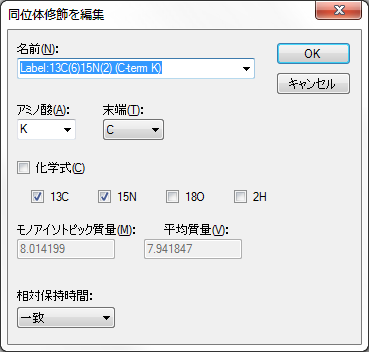 同位体修飾を編集
名前(N):
Label:13C(6)15N(2) (C-term K)
OK
キャンセル
アミノ酸(A): 末端(T):
K C
化学式(C)
13C 15N 18O 2H
モノアイソトピック質量(M): 平均質量(V):
8.014199 7.941847
相対保持時間:
一致